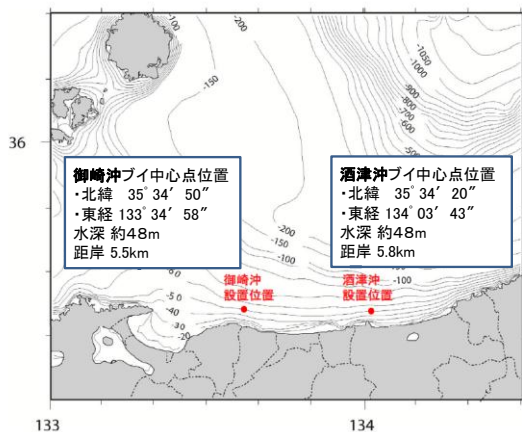 -100
-200
-150
-1050
-1000
-900
-800
-700
-600
-500
36
御崎沖ブイ中心点位置
・北緯 35ﾟ34′50″
・東経 133ﾟ34′58″
水深 約48m
距岸 5.5km
酒津沖ブイ中心点位置
・北緯 35ﾟ34′20″
・東経 134ﾟ03′43″
水深 約48m
距岸 5.8km
-200
-150
-100
-100
御崎沖
設置位置
酒津沖
設置位置
-50
-40
-30
-20
133
134